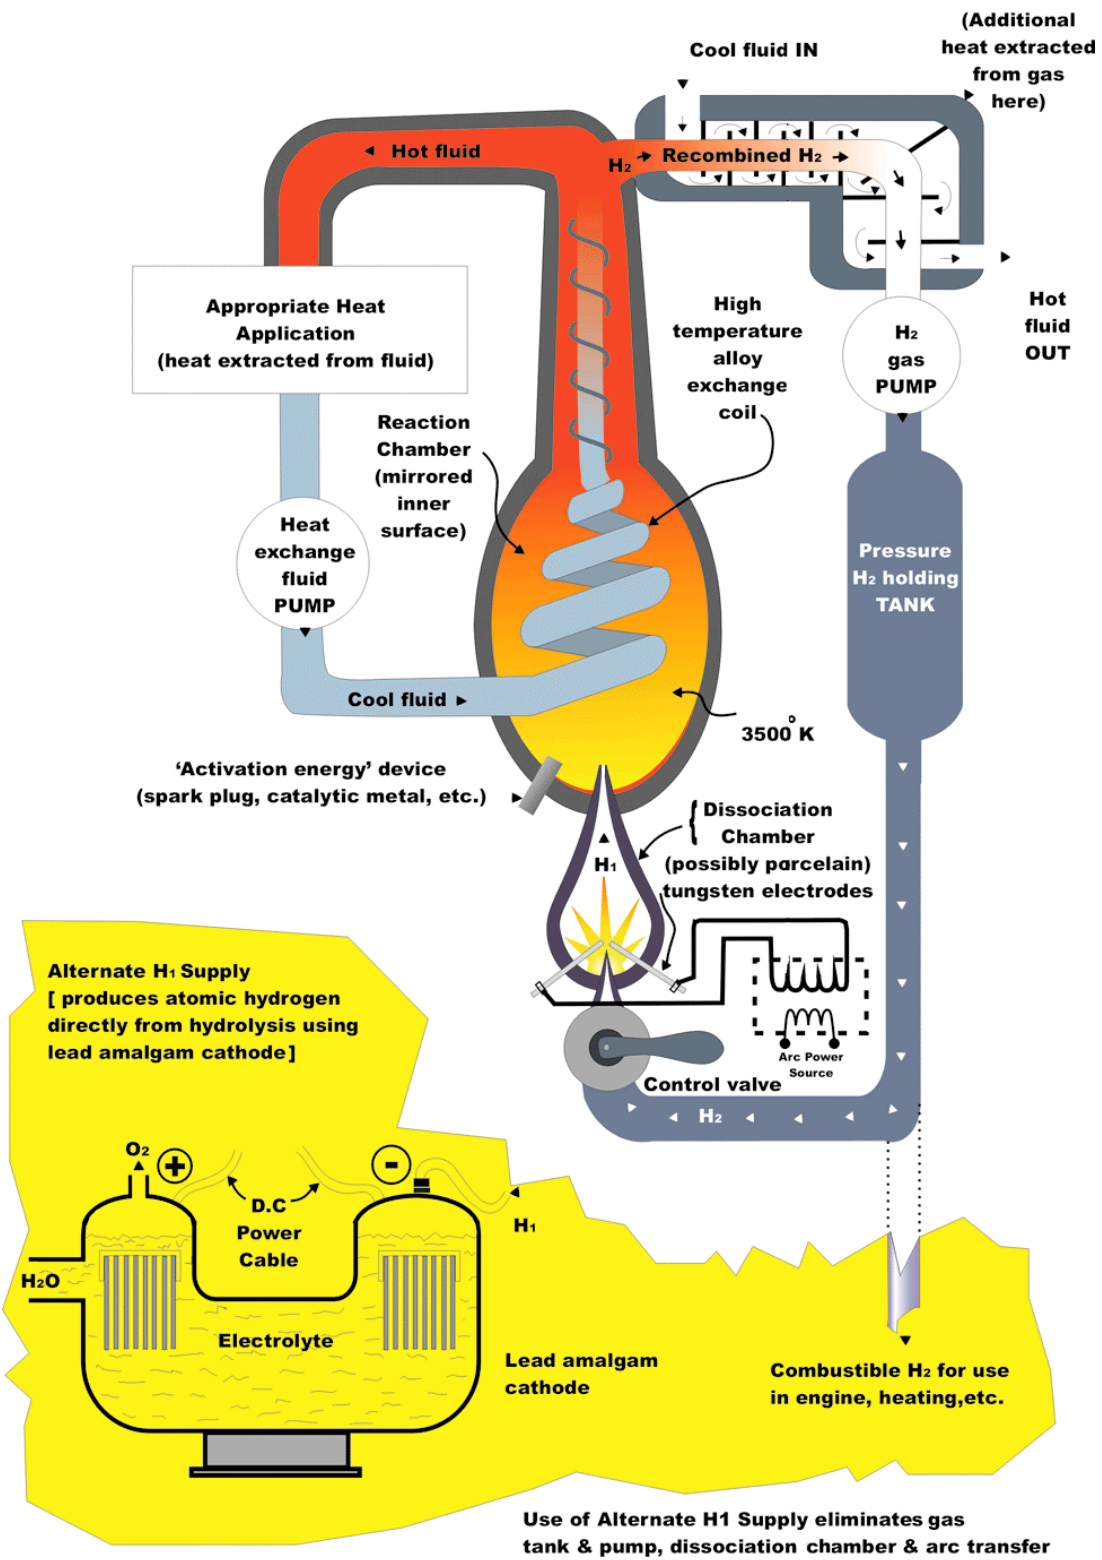 Cool fluid IN
(Additional
heat extracted
from gas
here)
Hot fluid
H₂
Recombined H₂
Appropriate Heat
Application
(heat extracted from fluid)
High
temperature
alloy
exchange
coil
H₂
gas
PUMP
Hot
fluid
OUT
Reaction
Chamber
(mirrored
inner
surface)
Heat
exchange
fluid
PUMP
Pressure
H₂ holding
TANK
Cool fluid
3500°K
‘Activation energy’ device
(spark plug, catalytic metal, etc.)
Dissociation
Chamber
(possibly parcelain)
tungsten electrodes
H₁
Arc Power
Source
Control valve
H₂
Alternate H₁ Supply
[ produces atomic hydrogen
directly from hydrolysis using
lead amalgam cathode]
O₂
+
-
D.C
Power
Cable
H₁
H₂O
Electrolyte
Lead amalgam
cathode
Combustible H₂ for use
in engine, heating,etc.
Use of Alternate H1 Supply eliminates gas
tank & pump, dissociation chamber & arc transfer